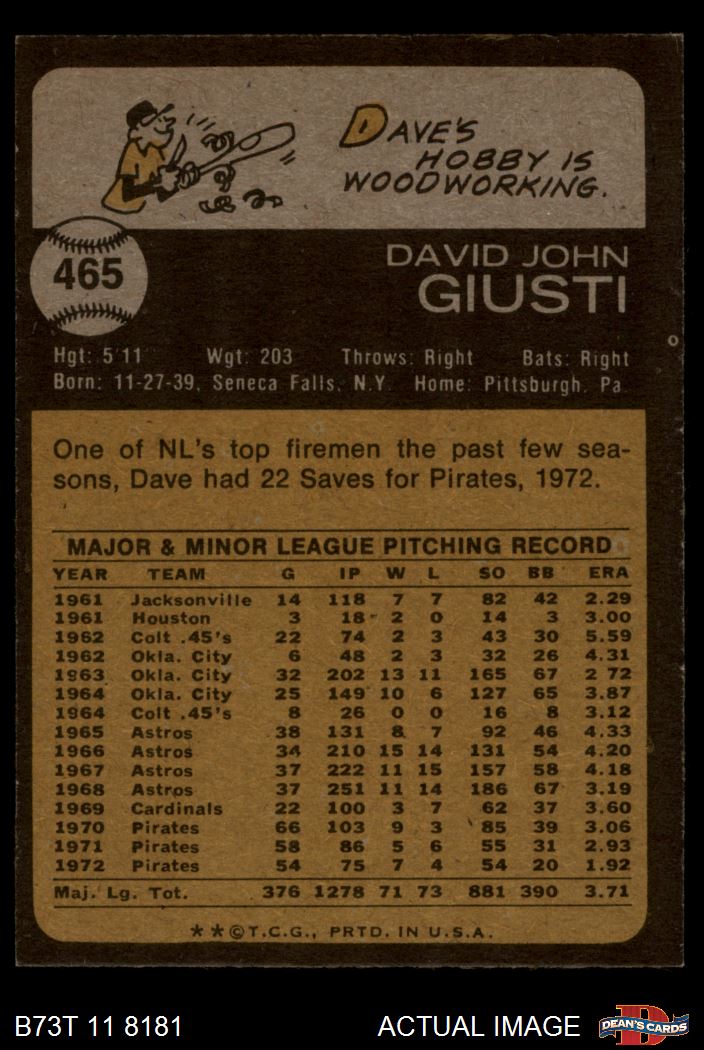 DAVE'S
HOBBY IS
WOODWORKING.
465
DAVID JOHN
GIUSTI
Hgt: 5'11 Wgt: 203 Throws: Right Bats: Right
Born: 11-27-39, Seneca Falls, N.Y. Home: Pittsburgh, Pa.
One of NL's top firemen the past few sea-
sons, Dave had 22 Saves for Pirates, 1972.
MAJOR & MINOR LEAGUE PITCHING RECORD
YEAR TEAM G IP W L SO BB ERA
1961 Jacksonville 14 118 7 7 82 42 2.29
1961 Houston 3 18 2 0 14 3 3.00
1962 Colt .45's 22 74 2 3 43 30 5.59
1962 Okla. City 6 48 2 3 32 26 4.31
1963 Okla. City 32 202 13 11 165 67 2 72
1964 Okla. City 25 149 10 6 127 65 3.87
1964 Colt .45's 8 26 0 0 16 8 3.12
1965 Astros 38 131 8 7 92 46 4.33
1966 Astros 34 210 15 14 131 54 4.20
1967 Astros 37 222 11 15 157 58 4.18
1968 Astros 37 251 11 14 186 67 3.19
1969 Cardinals 22 100 3 7 62 37 3.60
1970 Pirates 66 103 9 3 85 39 3.06
1971 Pirates 58 86 5 6 55 31 2.93
1972 Pirates 54 75 7 4 54 20 1.92
Maj. Lg. Tot. 376 1278 71 73 881 390 3.71
**©T.C.G., PRTD. IN U.S.A.
B73T 11 8181 ACTUAL IMAGE D DEAN'S CARDS